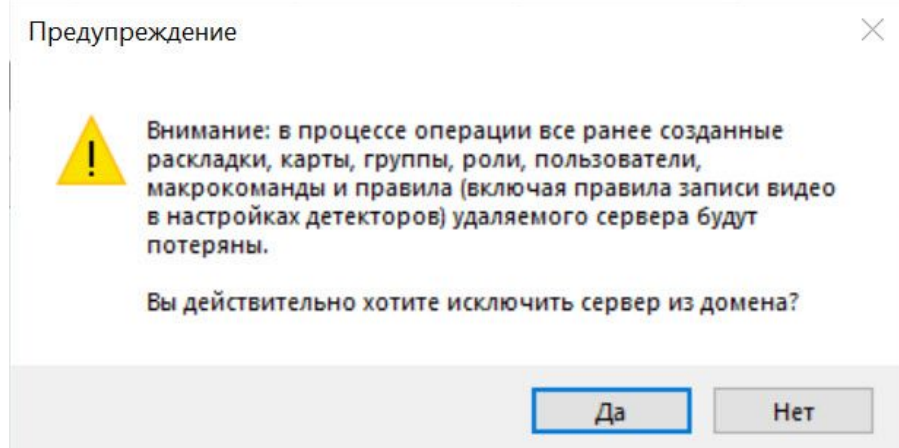 Предупреждение
Внимание: в процессе операции все ранее созданные
раскладки, карты, группы, роли, пользователи,
макрокоманды и правила (включая правила записи видео
в настройках детекторов) удаляемого сервера будут
потеряны.
Вы действительно хотите исключить сервер из домена?
Да
Нет